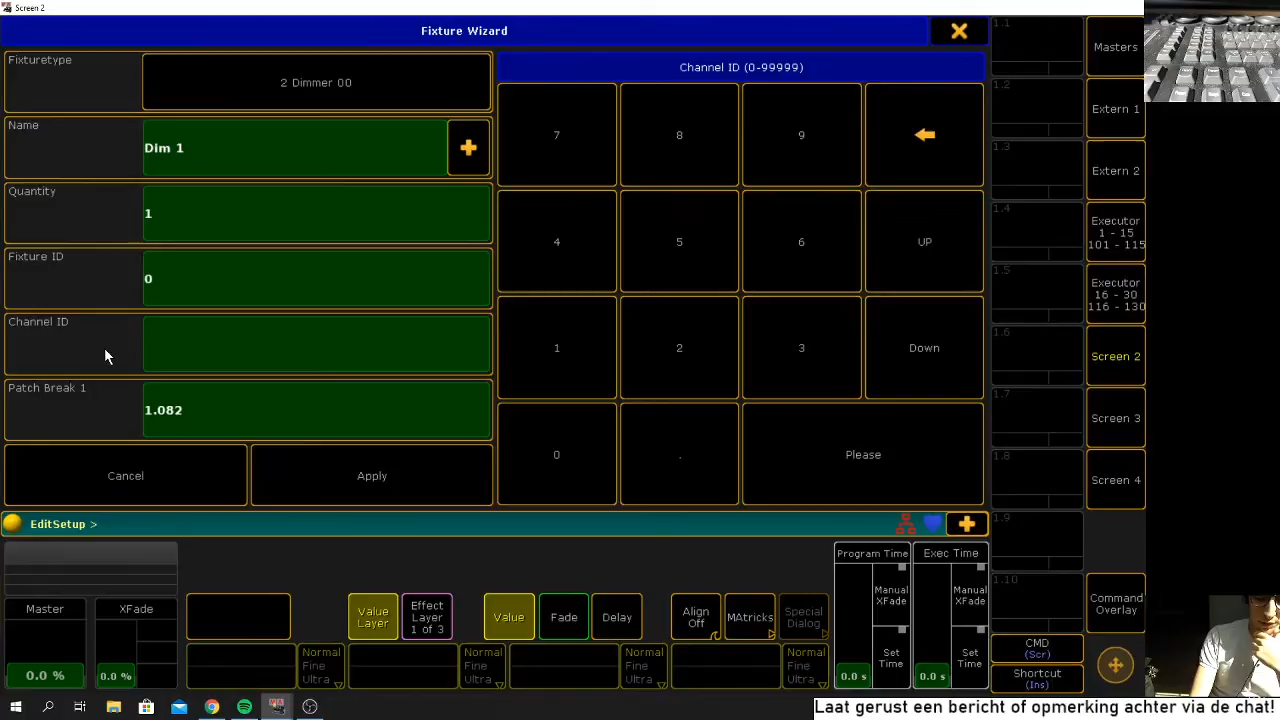 Screen 2
Fixture Wizard
Fixturetype
2 Dimmer 00
Name
Dim 1
Quantity
1
Fixture ID
0
Channel ID
Patch Break 1
1.082
Cancel
Apply
Channel ID (0-99999)
7
8
9
4
5
6
UP
1
2
3
Down
0
.
Please
EditSetup >
Master
0.0 %
XFade
0.0 %
Value
Layer
Effect
Layer
1 of 3
Value
Fade
Delay
Align
Off
MAtricks
Special
Dialog
Normal
Fine
Ultra
Normal
Fine
Ultra
Normal
Fine
Ultra
Normal
Fine
Ultra
Program Time
Manual
XFade
Set
Time
0.0 s
Exec Time
Manual
XFade
Set
Time
0.0 s
1.1
1.2
1.3
1.4
1.5
1.6
1.7
1.8
1.9
1.10
CMD
(Scr)
Shortcut
(Ins)
Masters
Extern 1
Extern 2
Executor
1 - 15
101 - 115
Executor
16 - 30
116 - 130
Screen 2
Screen 3
Screen 4
Command
Overlay
Laat gerust een bericht of opmerking achter via de chat!